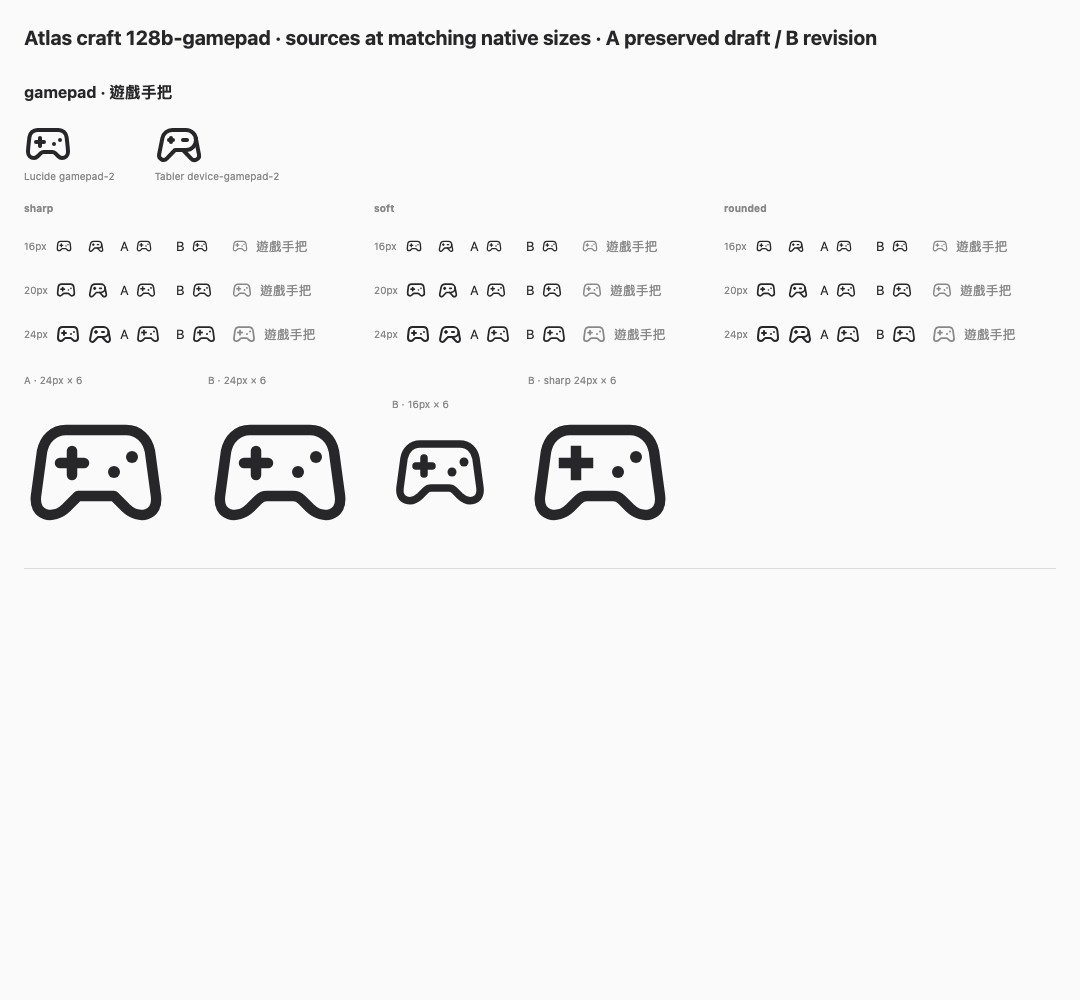 Atlas craft 128b-gamepad · sources at matching native sizes · A preserved draft / B revision
gamepad · 遊戲手把
Lucide gamepad-2
Tabler device-gamepad-2
sharp
soft
rounded
16px A B 遊戲手把
16px A B 遊戲手把
16px A B 遊戲手把
20px A B 遊戲手把
20px A B 遊戲手把
20px A B 遊戲手把
24px A B 遊戲手把
24px A B 遊戲手把
24px A B 遊戲手把
A · 24px × 6
B · 24px × 6
B · 16px × 6
B · sharp 24px × 6